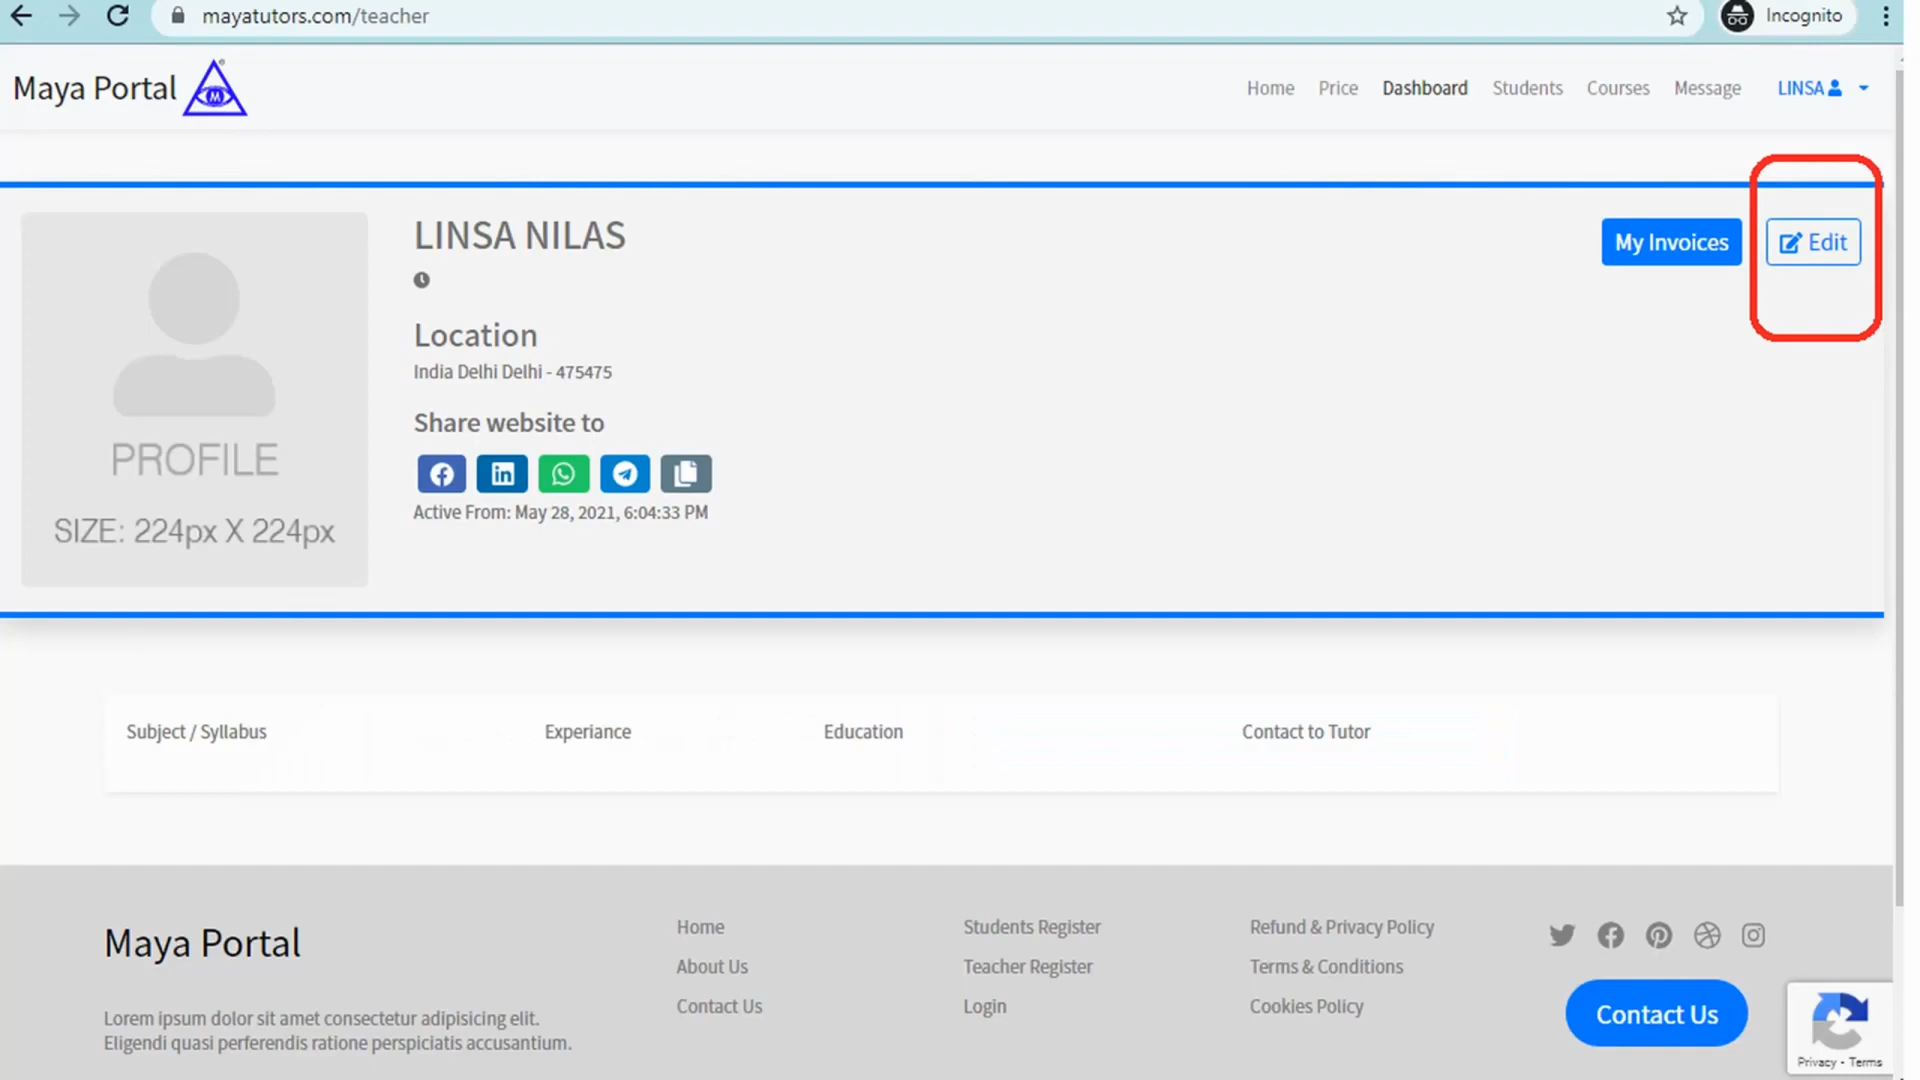 mayatutors.com/teacher
Incognito
Maya Portal
M
Home Price Dashboard Students Courses Message LINSA
LINSA NILAS
My Invoices
Edit
Location
India Delhi Delhi - 475475
Share website to
Active From: May 28, 2021, 6:04:33 PM
PROFILE
SIZE: 224px X 224px
Subject / Syllabus Experiance Education Contact to Tutor
Maya Portal
Lorem ipsum dolor sit amet consectetur adipisicing elit.
Eligendi quasi perferendis ratione perspiciatis accusantium.
Home
About Us
Contact Us
Students Register
Teacher Register
Login
Refund & Privacy Policy
Terms & Conditions
Cookies Policy
Contact Us
Privacy - Terms